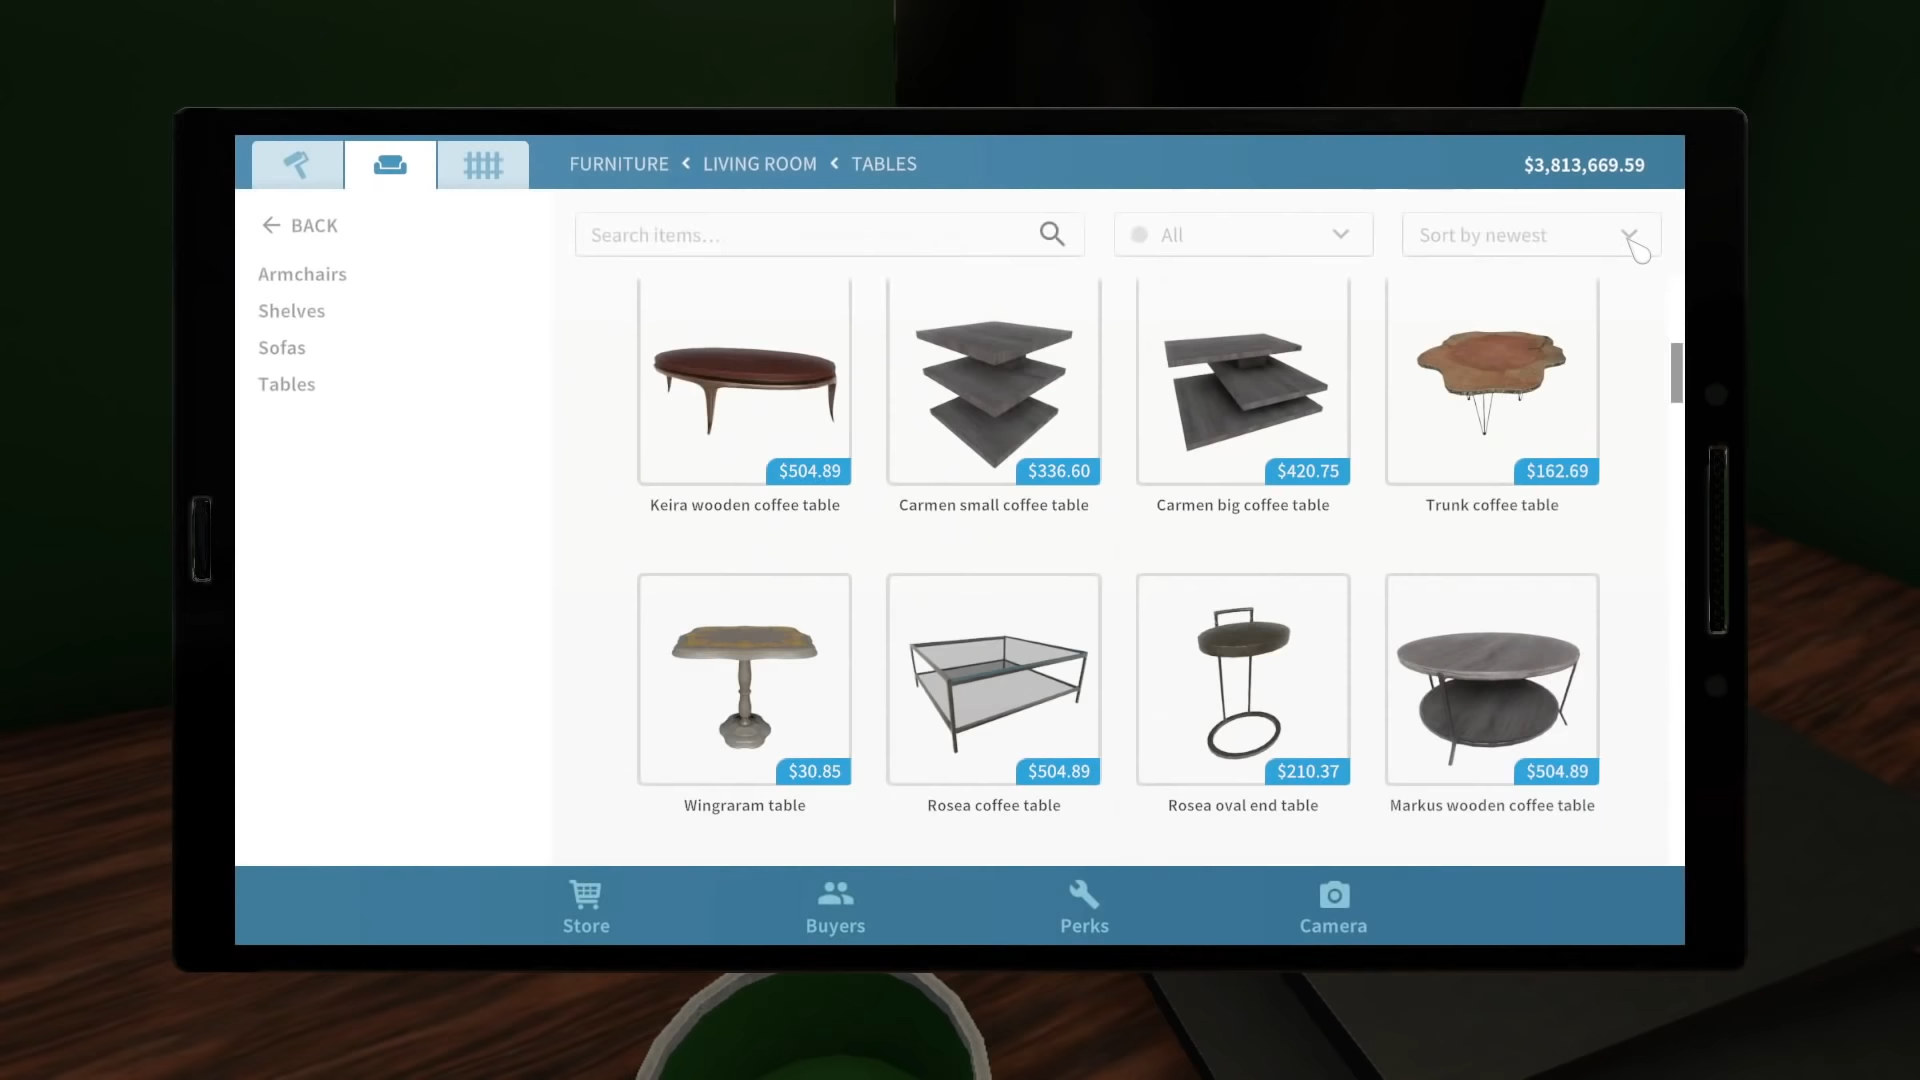 FURNITURE < LIVING ROOM < TABLES
$3,813,669.59
BACK
Armchairs
Shelves
Sofas
Tables
Search items...
All
Sort by newest
$504.89
$336.60
$420.75
$162.69
Keira wooden coffee table
Carmen small coffee table
Carmen big coffee table
Trunk coffee table
$30.85
$504.89
$210.37
$504.89
Wingraram table
Rosea coffee table
Rosea oval end table
Markus wooden coffee table
Store
Buyers
Perks
Camera